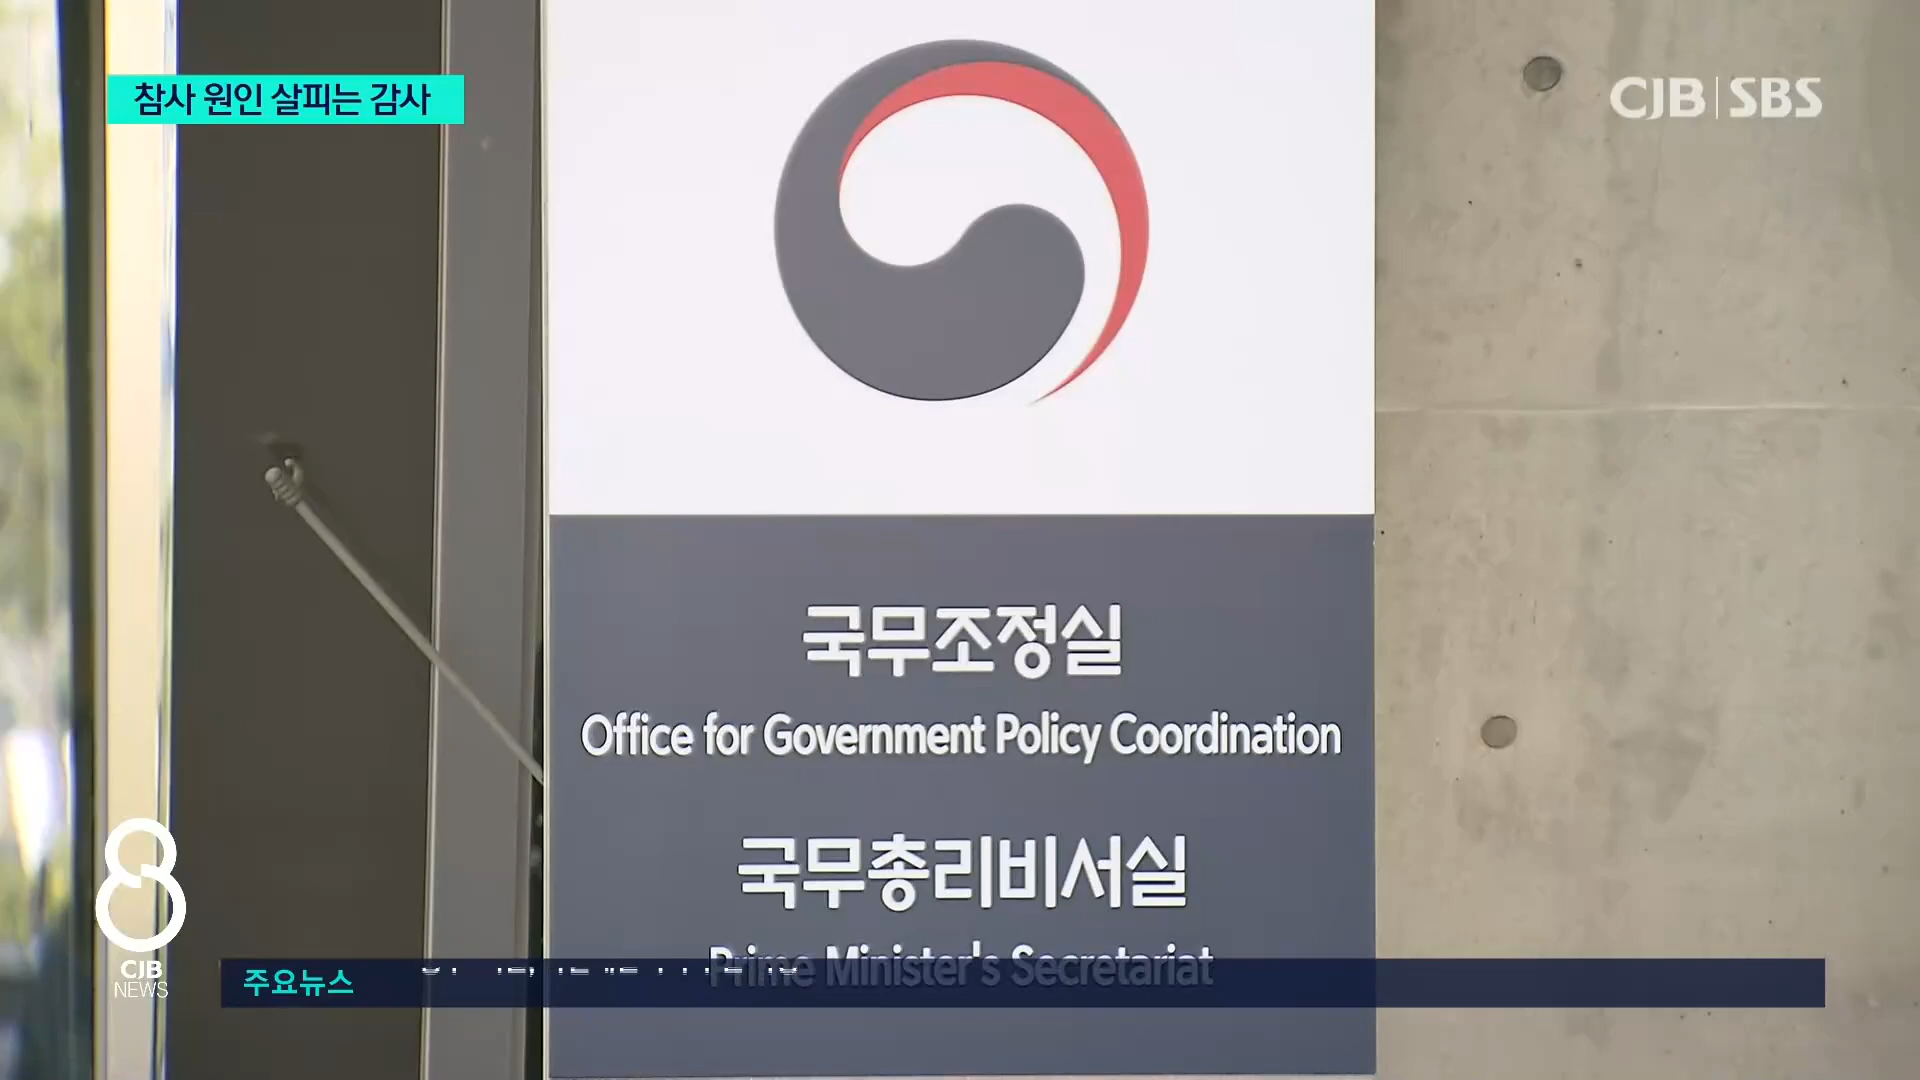 참사 원인 살피는 감사
CJB SBS
국무조정실
Office for Government Policy Coordination
국무총리비서실
Prime Minister's Secretariat
8
CJB
NEWS
주요뉴스